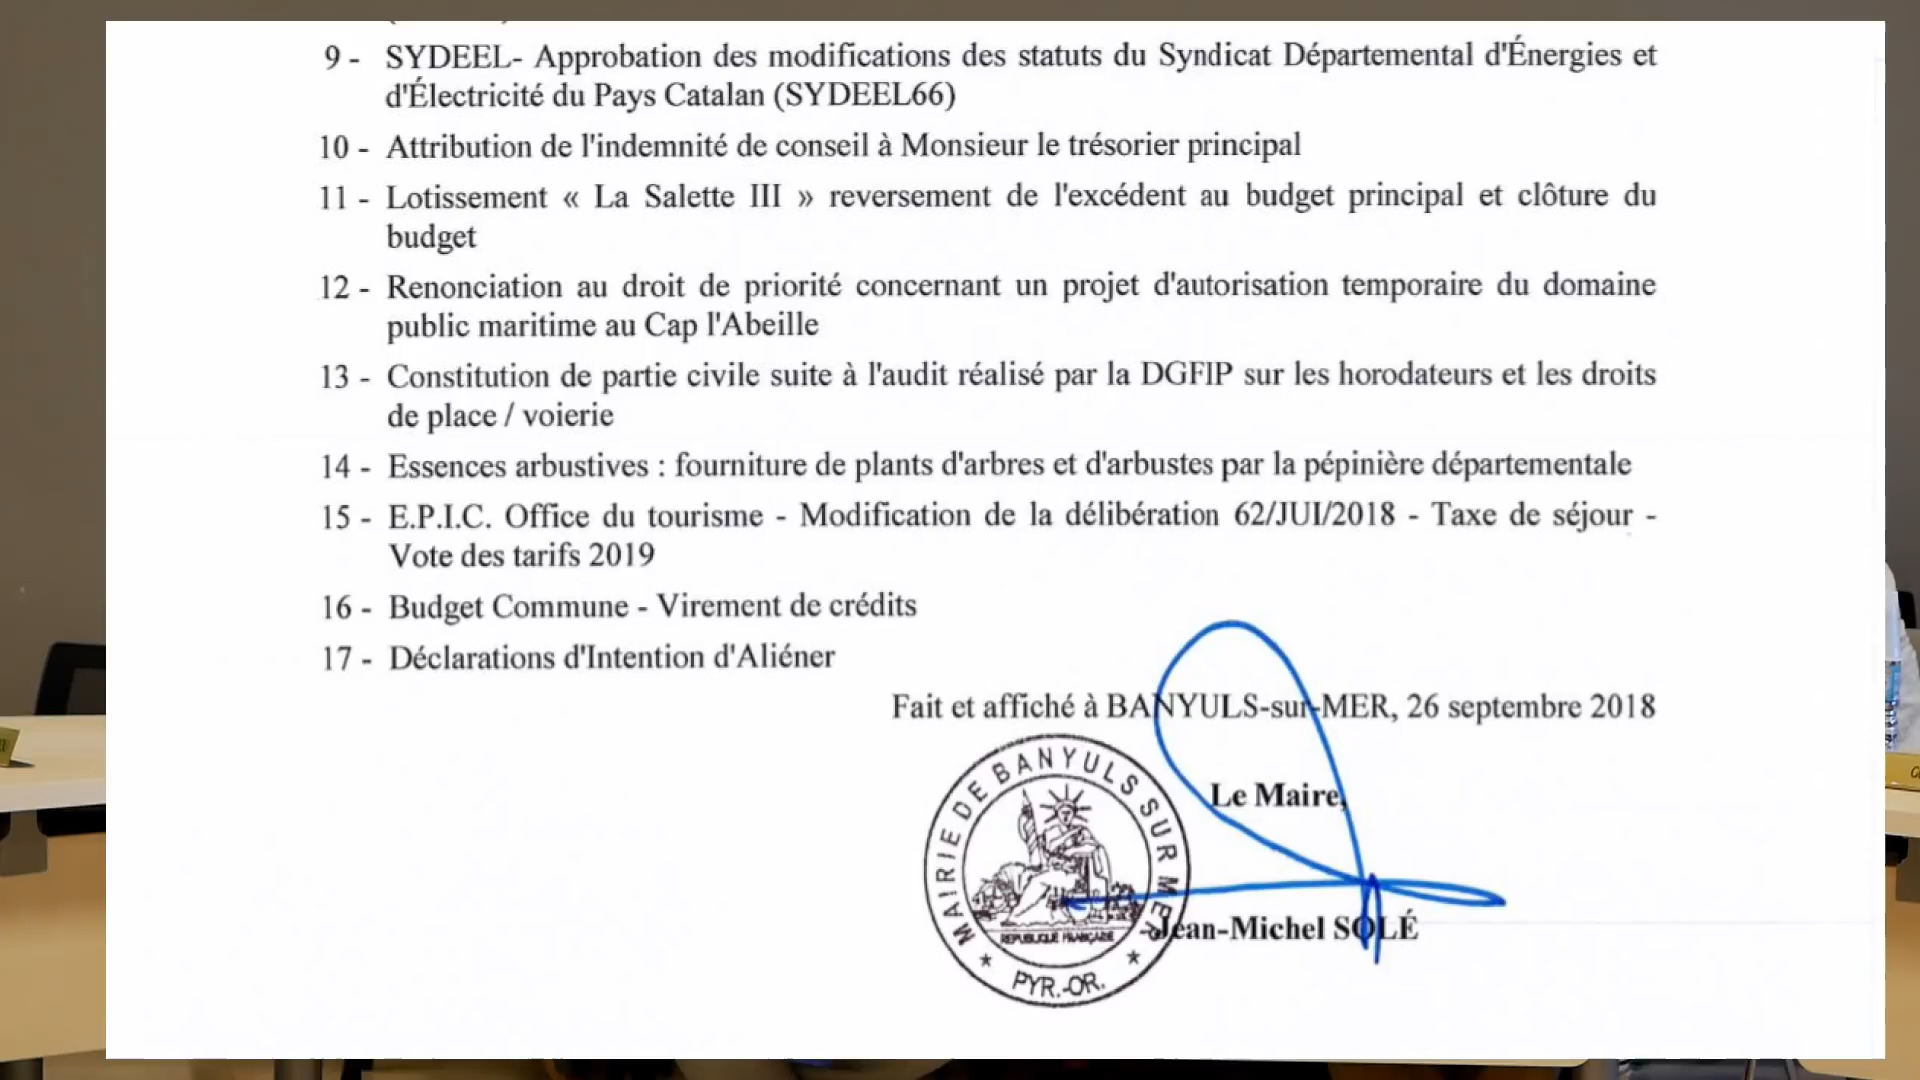 9 - SYDEEL- Approbation des modifications des statuts du Syndicat Départemental d'Énergies et
d'Électricité du Pays Catalan (SYDEEL66)
10 - Attribution de l'indemnité de conseil à Monsieur le trésorier principal
11 - Lotissement « La Salette III » reversement de l'excédent au budget principal et clôture du
budget
12 - Renonciation au droit de priorité concernant un projet d'autorisation temporaire du domaine
public maritime au Cap l'Abeille
13 - Constitution de partie civile suite à l'audit réalisé par la DGFIP sur les horodateurs et les droits
de place / voierie
14 - Essences arbustives : fourniture de plants d'arbres et d'arbustes par la pépinière départementale
15 - E.P.I.C. Office du tourisme - Modification de la délibération 62/JUI/2018 - Taxe de séjour -
Vote des tarifs 2019
16 - Budget Commune - Virement de crédits
17 - Déclarations d'Intention d'Aliéner
Fait et affiché à BANYULS-sur-MER, 26 septembre 2018
Le Maire,
Jean-Michel SOLÉ
MAIRIE DE BANYULS SUR MER
REPUBLIQUE FRANÇAISE
PYR.-OR.